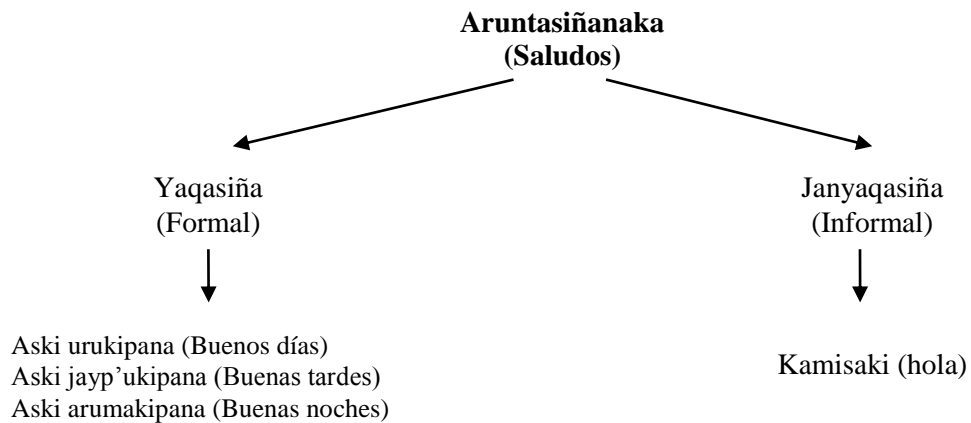 Aruntasiñanaka
(Saludos)
Yaqasiña
(Formal)
Janyaqasiña
(Informal)
Aski urukipana (Buenos días)
Aski jayp’ukipana (Buenas tardes)
Aski arumakipana (Buenas noches)
Kamisaki (hola)